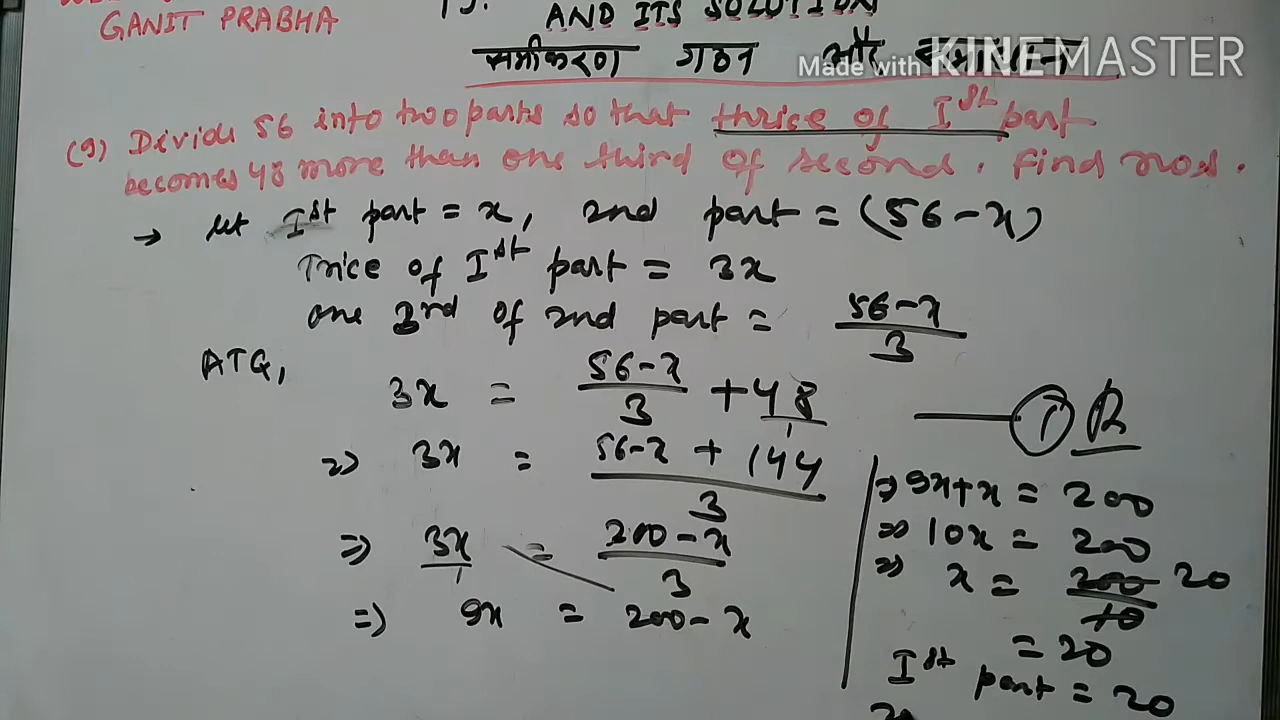 GANIT PRABHA
AND ITS SOLUTION
समीकरण गठन और
Made with KINEMASTER
(9) Divide 56 into two parts so that thrice of Ist part
becomes 48 more than one third of second. Find nos.
→ let Ist part = x, 2nd part = (56-x)
Trice of Ist part = 3x
one 3rd of 2nd part = 56-x/3
ATQ,
3x = 56-x/3 + 48/1
⇒ 3x = 56-x + 144/3
⇒ 3x/1 = 200-x/3
⇒ 9x = 200-x
① R
⇒ 9x+x = 200
⇒ 10x = 200
⇒ x = 200/10 20
= 20
Ist part = 20